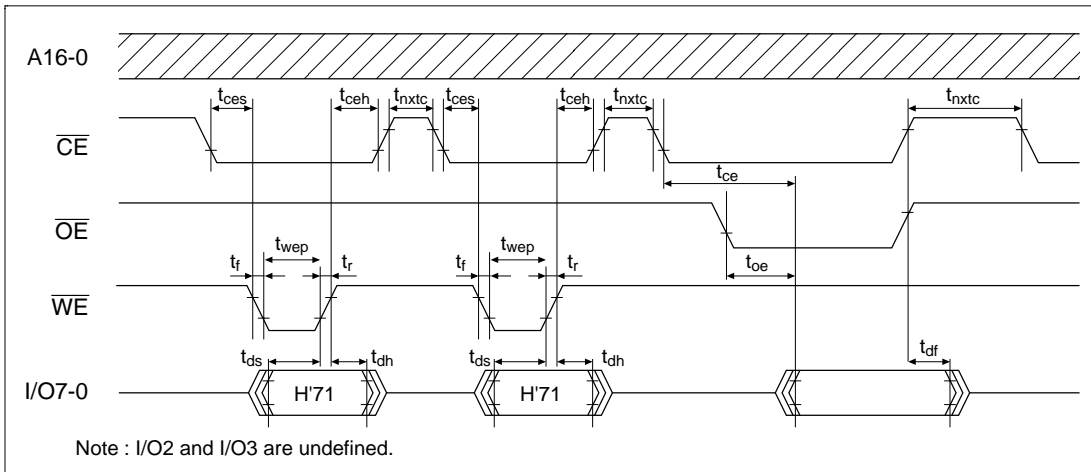 A16-0
tces tceh tnxtc tces tceh tnxtc tnxtc
CE
tce
OE
twep twep toe
tf tr tf tr
WE
tds tdh tds tdh tdf
I/O7-0 H'71 H'71
Note : I/O2 and I/O3 are undefined.